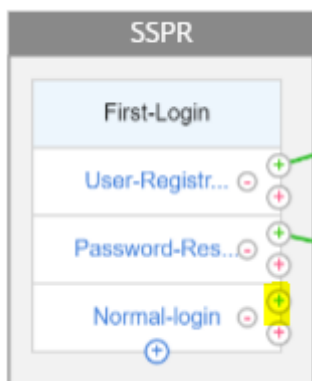 SSPR
First-Login
User-Registr...
Password-Res...
Normal-login